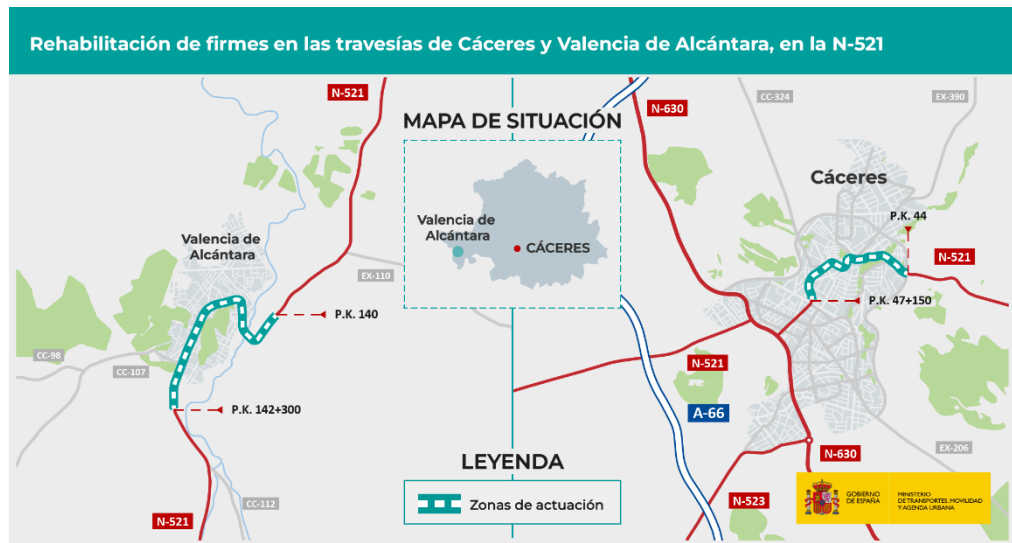 Rehabilitación de firmes en las travesías de Cáceres y Valencia de Alcántara, en la N-521
N-521
Valencia de
Alcántara
EX-110
P.K. 140
CC-98
CC-107
P.K. 142+300
CC-112
N-521
MAPA DE SITUACIÓN
Valencia de
Alcántara
CÁCERES
LEYENDA
Zonas de actuación
N-630
CC-324
EX-390
Cáceres
P.K. 44
N-521
P.K. 47+150
N-521
A-66
EX-206
N-630
N-523
GOBIERNO
DE ESPAÑA
MINISTERIO
DE TRANSPORTES, MOVILIDAD
Y AGENDA URBANA